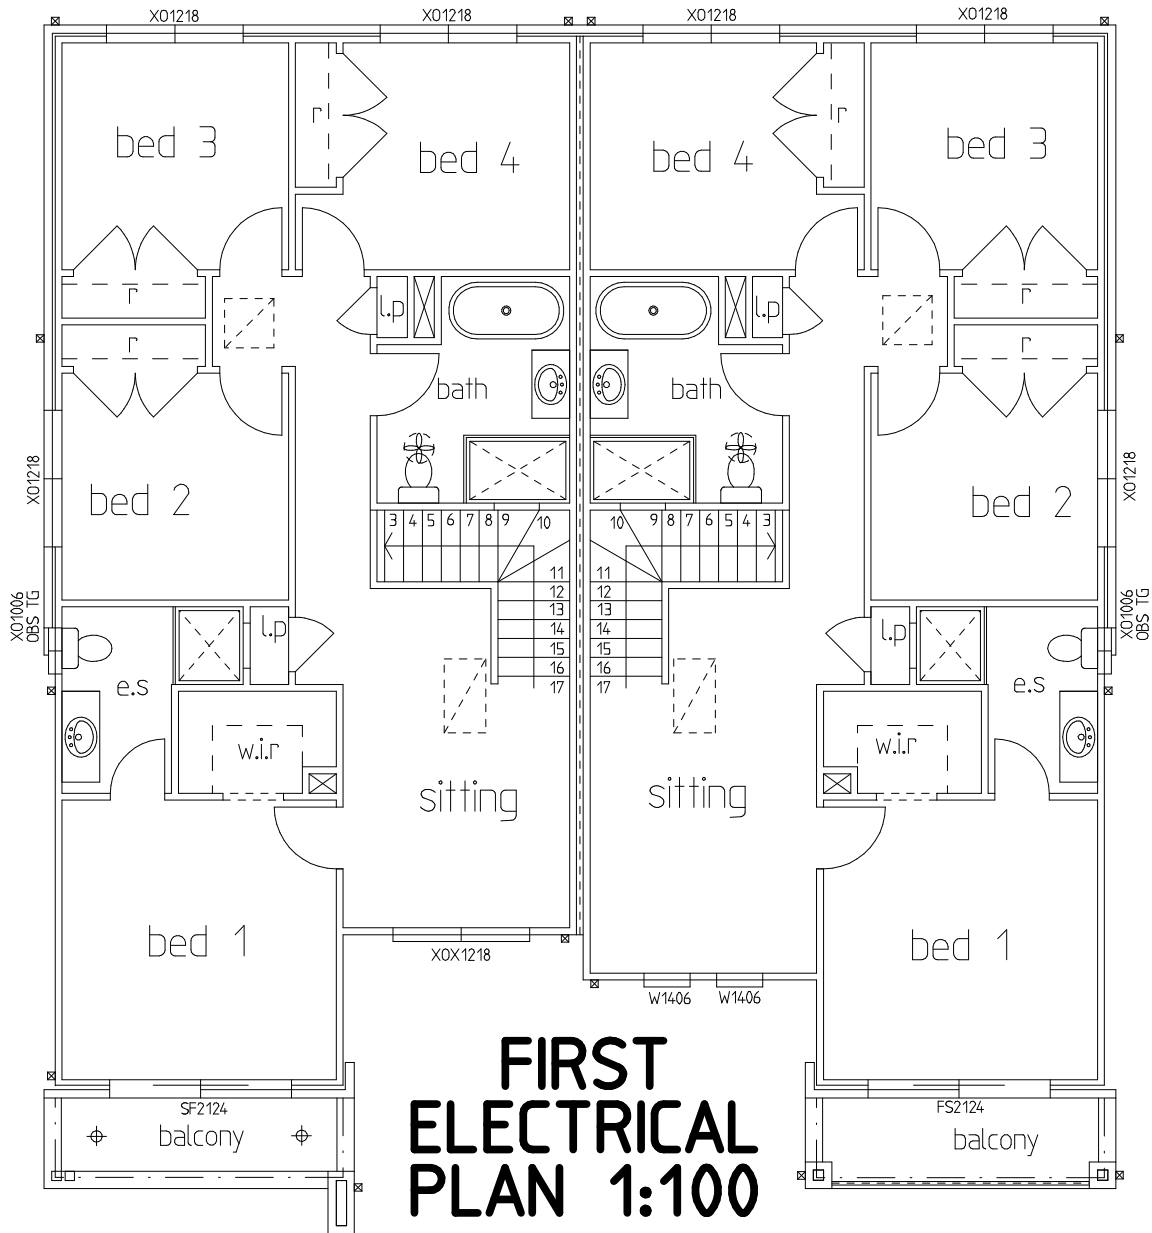 XO1218
XO1218
XO1218
XO1218
bed 3
r
bed 4
bed 4
r
bed 3
r
l.p
l.p
r
r
r
bath
bath
XO1218
bed 2
XO1218
bed 2
3 4 5 6 7 8 9 10
10 9 8 7 6 5 4 3
11 11
12 12
13 13
14 14
15 15
16 16
17 17
XO1006
OBS TG
XO1006
OBS TG
l.p
l.p
e.s
e.s
w.i.r
w.i.r
sitting
sitting
bed 1
bed 1
XOX1218
W1406
W1406
FIRST
ELECTRICAL
PLAN 1:100
SF2124
balcony
FS2124
balcony